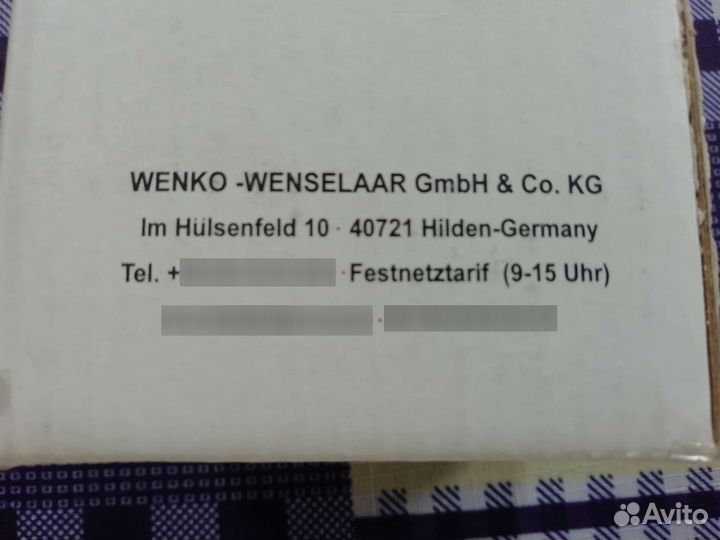 WENKO -WENSELAAR GmbH & Co. KG
Im Hülsenfeld 10 · 40721 Hilden-Germany
Tel. + · Festnetztarif (9-15 Uhr)
·
Avito